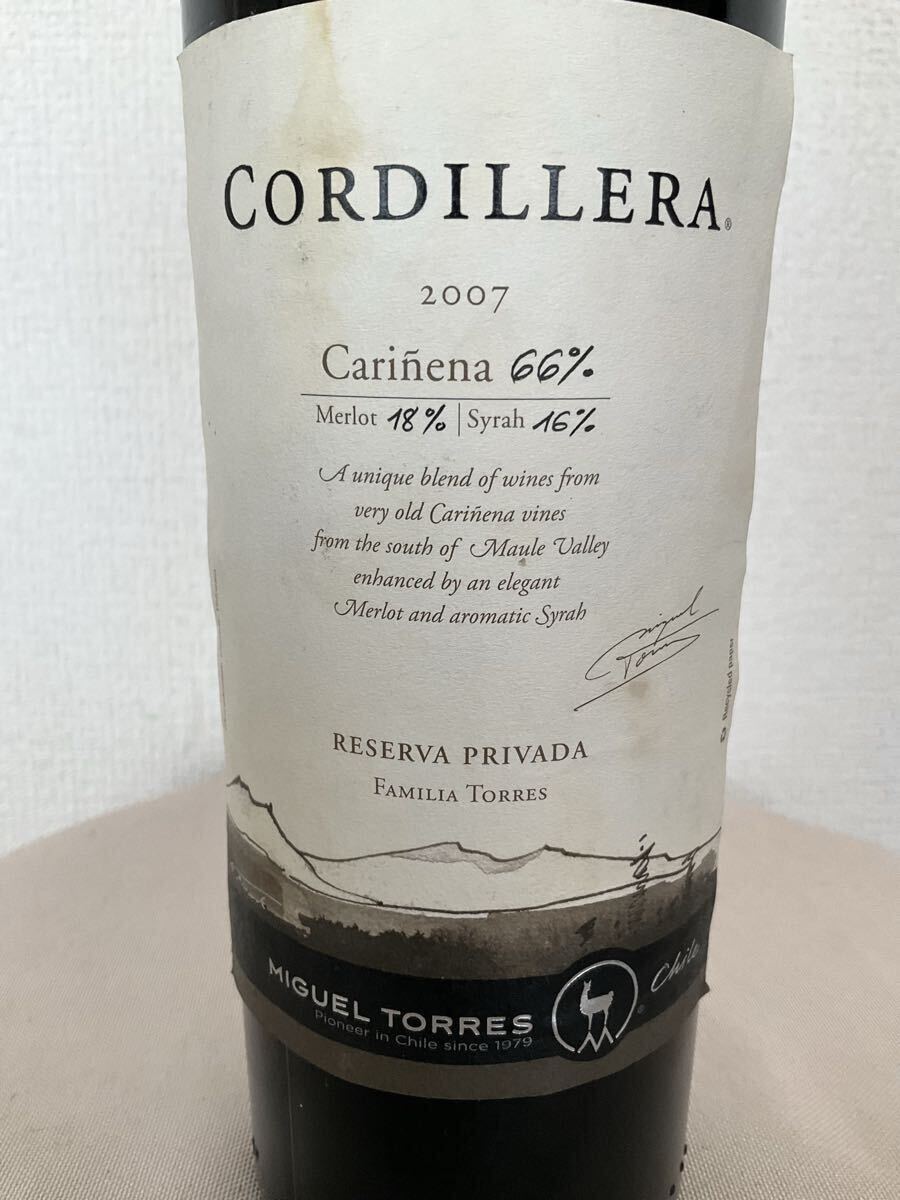 CORDILLERA®
2007
Cariñena 66%
Merlot 18% | Syrah 16%
A unique blend of wines from
very old Cariñena vines
from the south of Maule Valley
enhanced by an elegant
Merlot and aromatic Syrah
Miguel
Torres
Recycled paper
RESERVA PRIVADA
FAMILIA TORRES
MIGUEL TORRES ® Chile
Pioneer in Chile since 1979